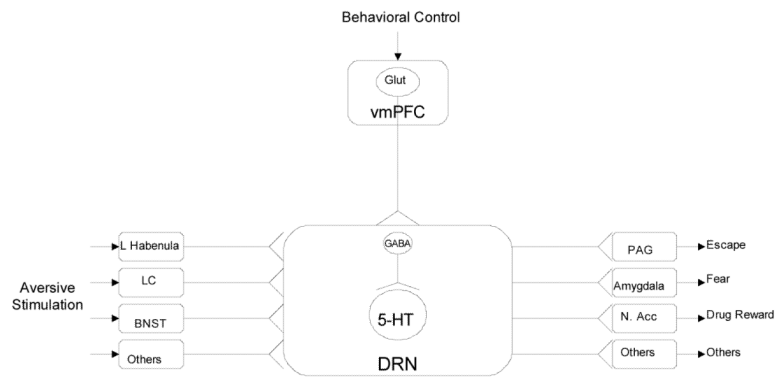 Behavioral Control
Glut
vmPFC
Aversive
Stimulation
L Habenula
LC
BNST
Others
GABA
5-HT
DRN
PAG
Amygdala
N. Acc
Others
Escape
Fear
Drug Reward
Others